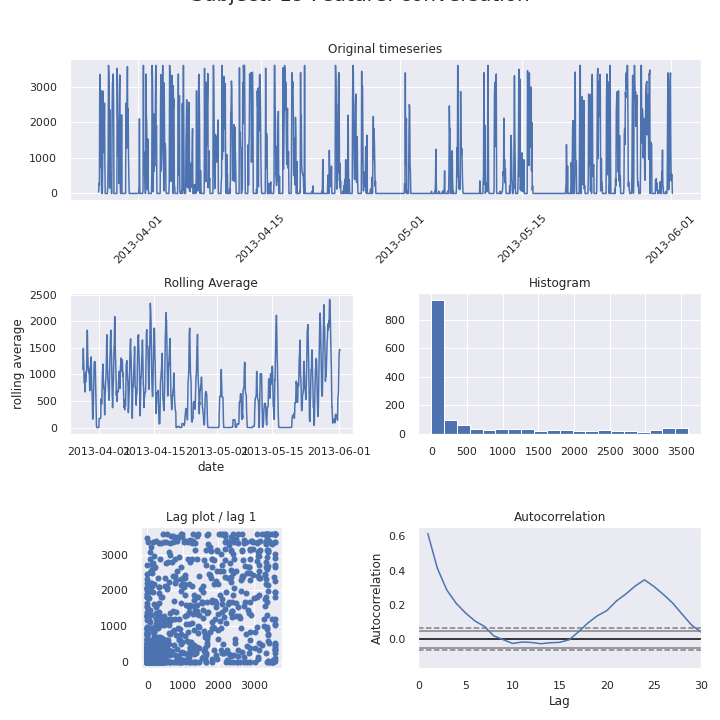 Original timeseries
3000
2000
1000
0
2013-04-01
2013-04-15
2013-05-01
2013-05-15
2013-06-01
Rolling Average
rolling average
2500
2000
1500
1000
500
0
2013-04-01 2013-04-15 2013-05-01 2013-05-15 2013-06-01
date
Histogram
800
600
400
200
0
0 500 1000 1500 2000 2500 3000 3500
Lag plot / lag 1
3000
2000
1000
0
0 1000 2000 3000
Autocorrelation
Autocorrelation
0.6
0.4
0.2
0.0
0 5 10 15 20 25 30
Lag